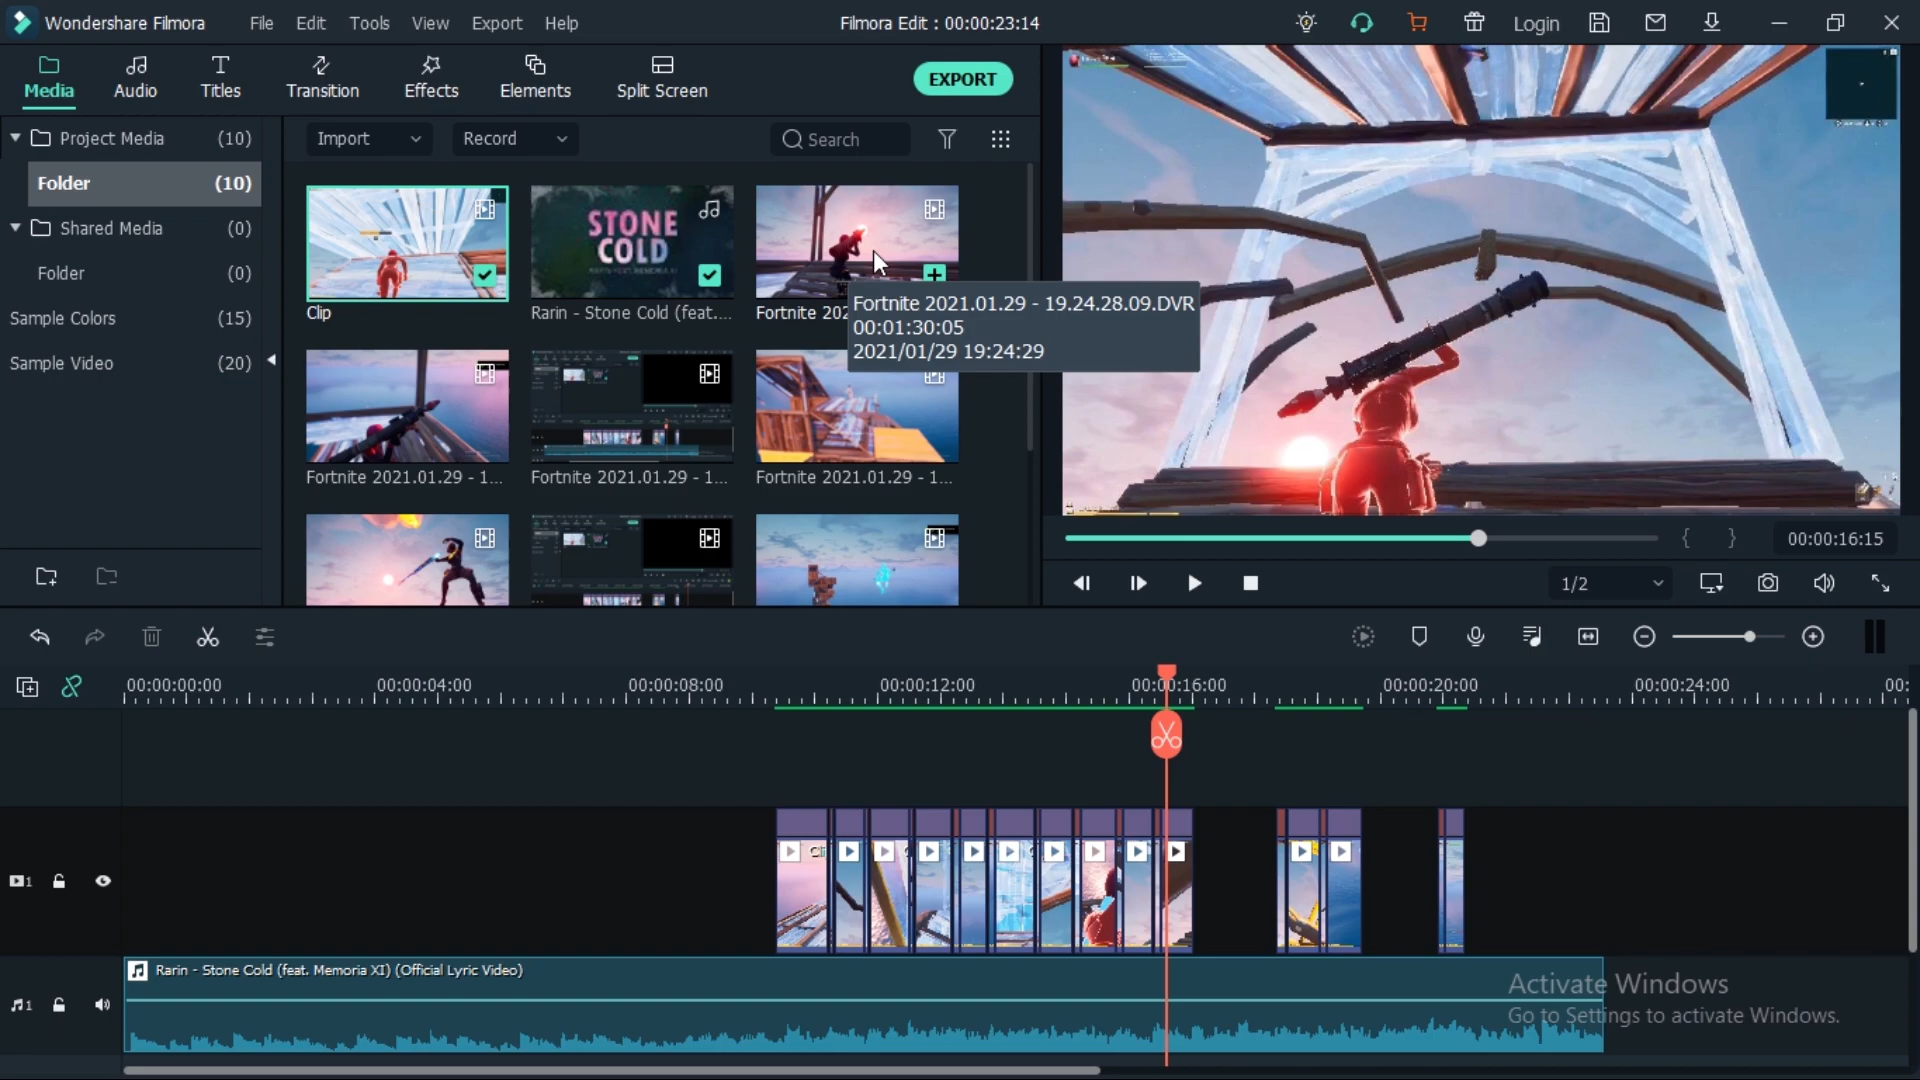 Wondershare Filmora
File
Edit
Tools
View
Export
Help
Filmora Edit : 00:00:23:14
Login
Media
Audio
Titles
Transition
Effects
Elements
Split Screen
EXPORT
Project Media (10)
Folder (10)
Shared Media (0)
Folder (0)
Sample Colors (15)
Sample Video (20)
Import
Record
Search
STONE
COLD
Clip
Rarin - Stone Cold (feat....
Fortnite 202
Fortnite 2021.01.29 - 19.24.28.09.DVR
00:01:30:05
2021/01/29 19:24:29
Fortnite 2021.01.29 - 1...
Fortnite 2021.01.29 - 1...
Fortnite 2021.01.29 - 1...
00:00:16:15
1/2
00:00:00:00
00:00:04:00
00:00:08:00
00:00:12:00
00:00:16:00
00:00:20:00
00:00:24:00
00:
Cli
1
Rarin - Stone Cold (feat. Memoria XI) (Official Lyric Video)
1
Activate Windows
Go to Settings to activate Windows.